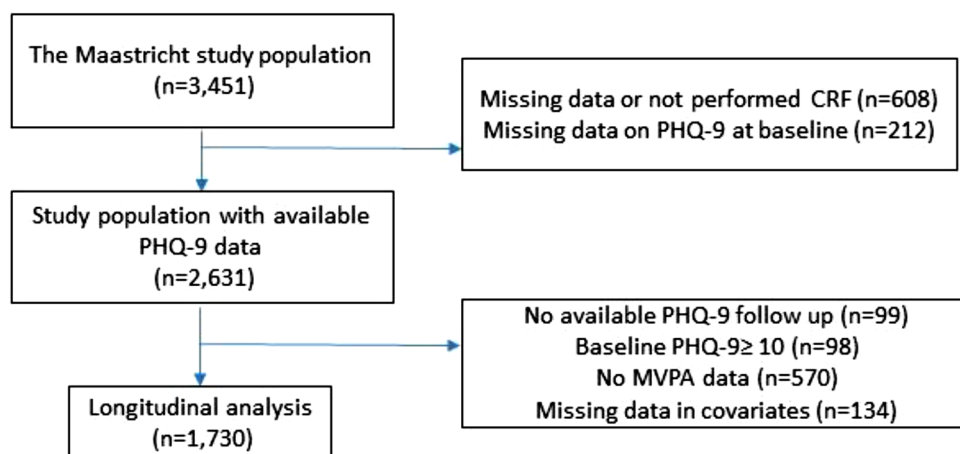 The Maastricht study population
(n=3,451)
Missing data or not performed CRF (n=608)
Missing data on PHQ-9 at baseline (n=212)
Study population with available
PHQ-9 data
(n=2,631)
No available PHQ-9 follow up (n=99)
Baseline PHQ-9≥ 10 (n=98)
No MVPA data (n=570)
Missing data in covariates (n=134)
Longitudinal analysis
(n=1,730)